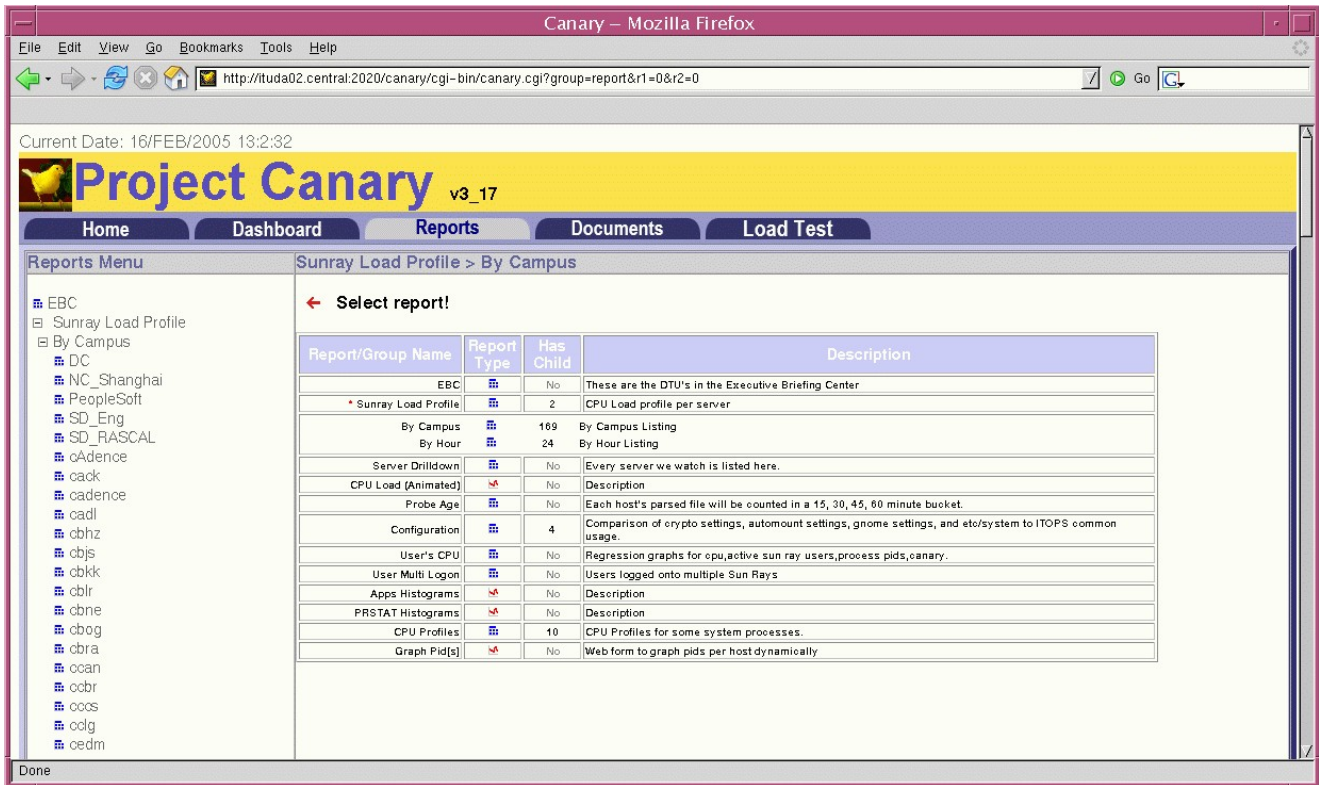 Canary – Mozilla Firefox
File Edit View Go Bookmarks Tools Help
http://ituda02.central:2020/canary/cgi-bin/canary.cgi?group=report&r1=0&r2=0 Go G
Current Date: 16/FEB/2005 13:2:32
Project Canary v3_17
Home Dashboard Reports Documents Load Test
Reports Menu
EBC
Sunray Load Profile
By Campus
DC
NC_Shanghai
PeopleSoft
SD_Eng
SD_RASCAL
cAdence
cack
cadence
cadl
cbhz
cbjs
cbkk
cblr
cbne
cbog
cbra
ccan
ccbr
cccs
cclg
cedm
Sunray Load Profile > By Campus
Select report!
Report/Group Name Report Type Has Child Description
EBC No These are the DTU's in the Executive Briefing Center
* Sunray Load Profile 2 CPU Load profile per server
By Campus 169 By Campus Listing
By Hour 24 By Hour Listing
Server Drilldown No Every server we watch is listed here.
CPU Load (Animated) No Description
Probe Age No Each host's parsed file will be counted in a 15, 30, 45, 60 minute bucket.
Configuration 4 Comparison of crypto settings, automount settings, gnome settings, and etc/system to ITOPS common
usage.
User's CPU No Regression graphs for cpu,active sun ray users,process pids,canary.
User Multi Logon No Users logged onto multiple Sun Rays
Apps Histograms No Description
PRSTAT Histograms No Description
CPU Profiles 10 CPU Profiles for some system processes.
Graph Pid[s] No Web form to graph pids per host dynamically
Done